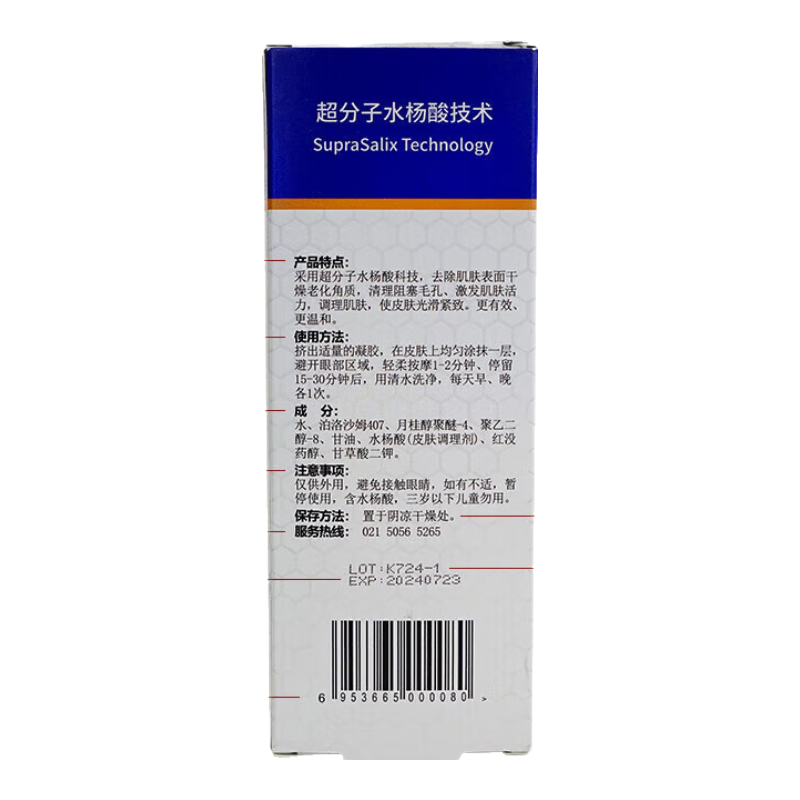 超分子水杨酸技术
SupraSalix Technology
产品特点：
采用超分子水杨酸科技，去除肌肤表面干
燥老化角质，清理阻塞毛孔、激发肌肤活
力，调理肌肤，使皮肤光滑紧致。更有效、
更温和。
使用方法：
挤出适量的凝胶，在皮肤上均匀涂抹一层，
避开眼部区域，轻柔按摩1-2分钟、停留
15-30分钟后，用清水洗净，每天早、晚
各1次。
成 分：
水、泊洛沙姆407、月桂醇聚醚-4、聚乙二
醇-8、甘油、水杨酸(皮肤调理剂)、红没
药醇、甘草酸二钾。
注意事项：
仅供外用，避免接触眼睛，如有不适，暂
停使用，含水杨酸，三岁以下儿童勿用。
保存方法： 置于阴凉干燥处。
服务热线： 021 5056 5265
LOT:K724-1
EXP:20240723
6 953665 000080 >